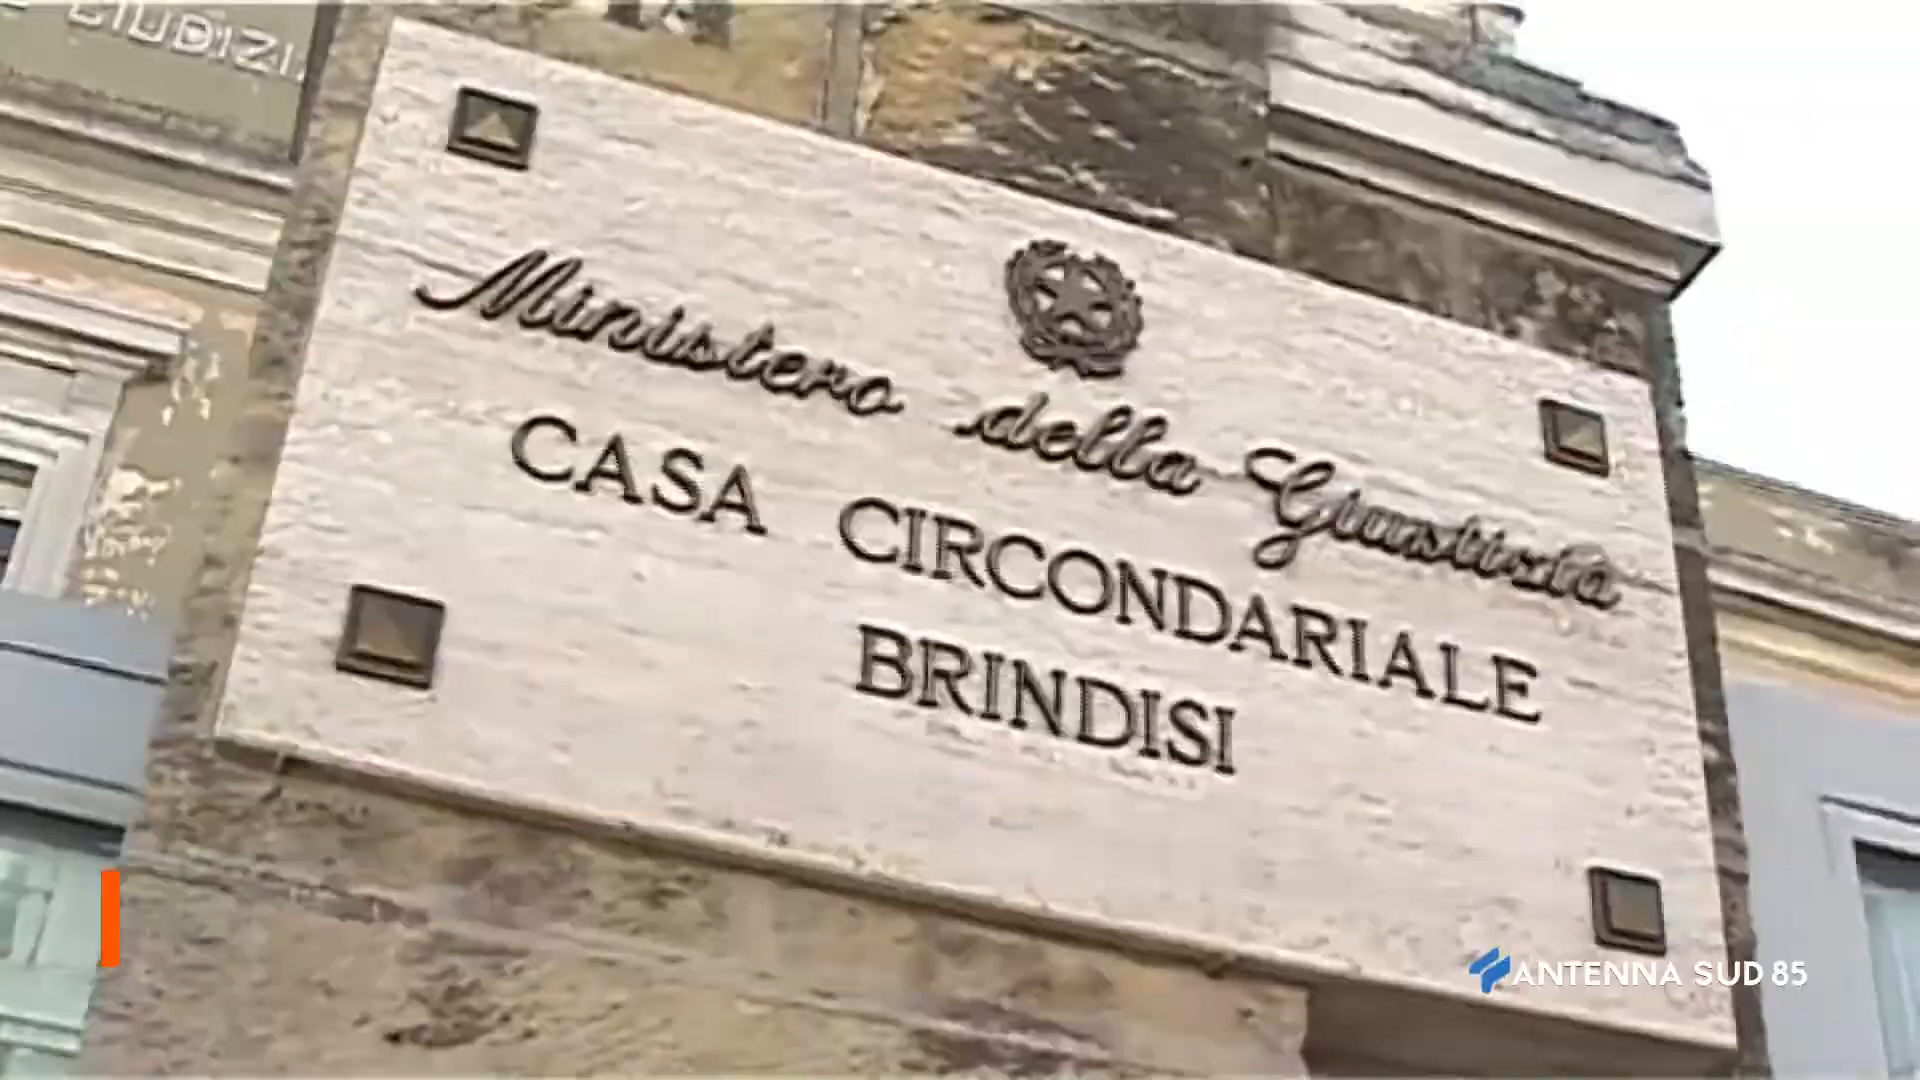 GIUDIZI
Ministero della Giustizia
CASA CIRCONDARIALE
BRINDISI
ANTENNA SUD 85